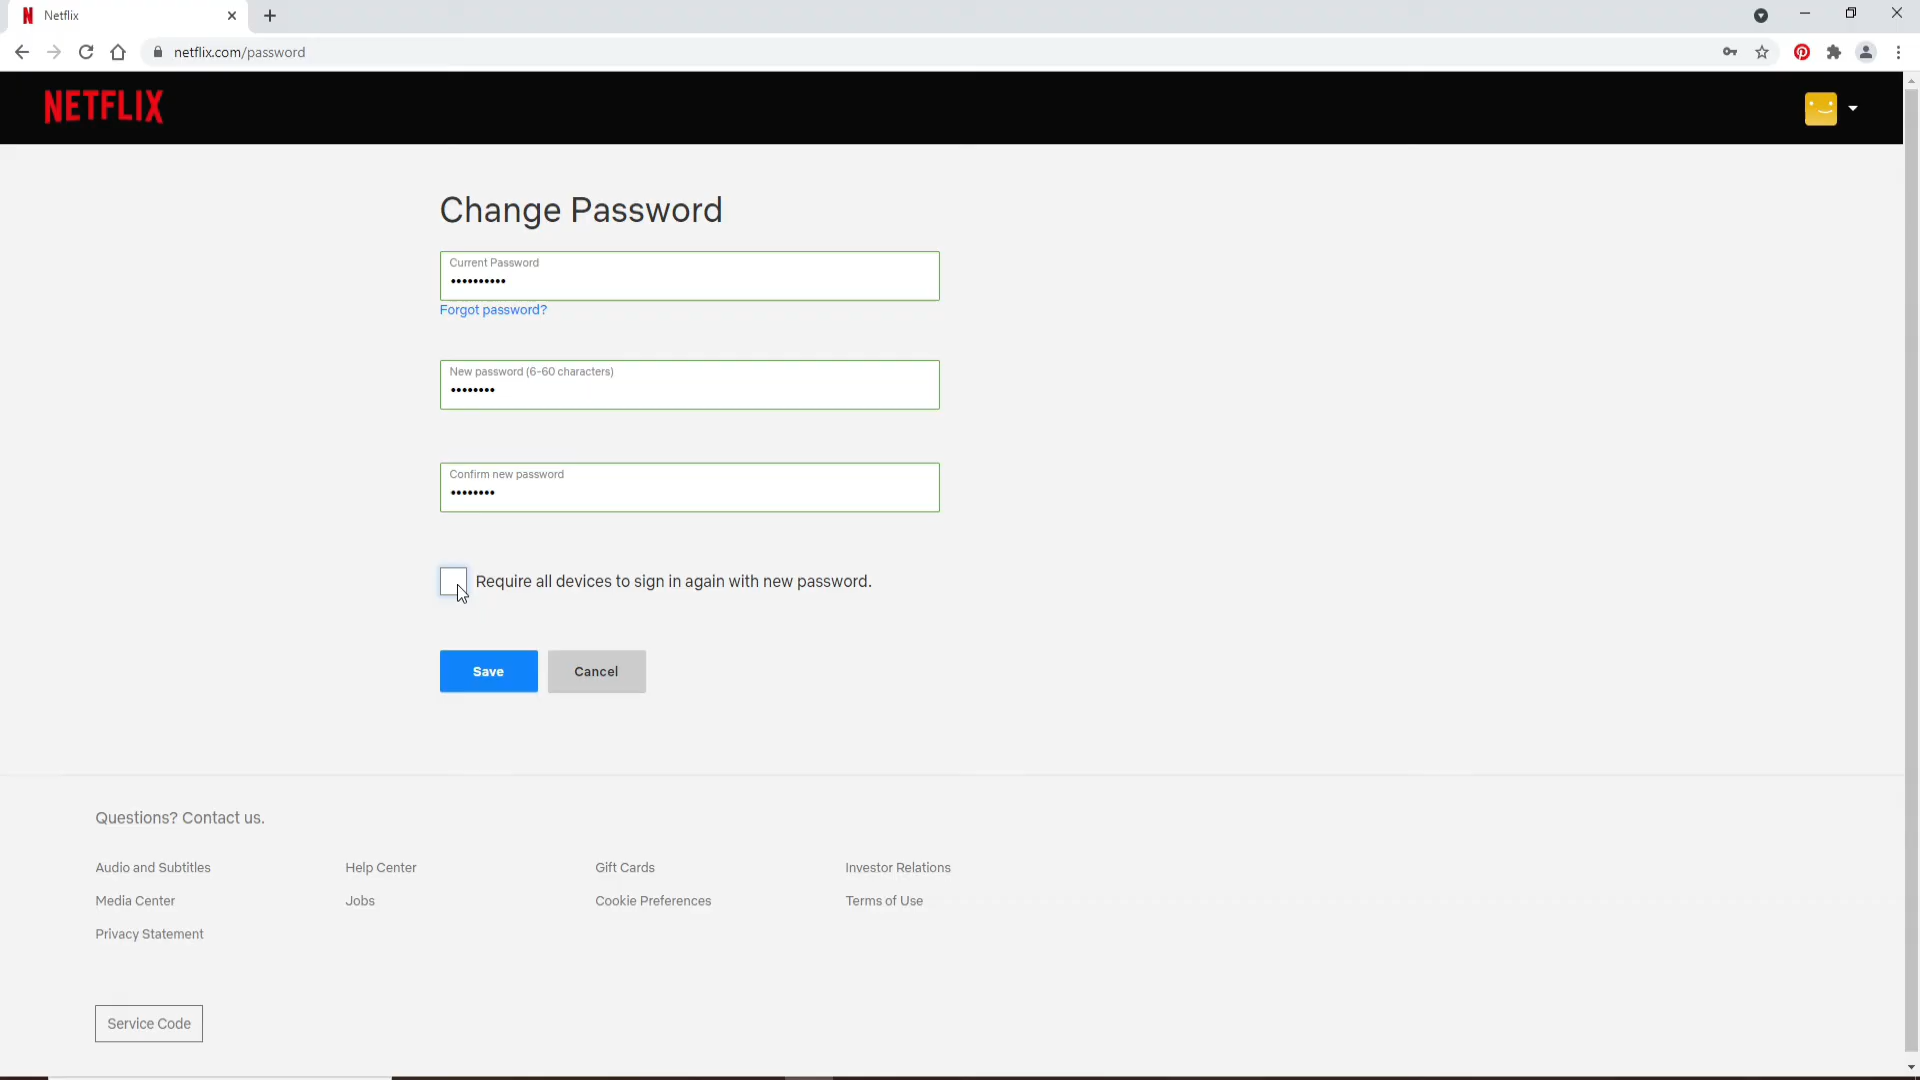 Netflix
netflix.com/password
NETFLIX
Change Password
Current Password
••••••••••
Forgot password?
New password (6-60 characters)
••••••••
Confirm new password
••••••••
Require all devices to sign in again with new password.
Save Cancel
Questions? Contact us.
Audio and Subtitles Help Center Gift Cards Investor Relations
Media Center Jobs Cookie Preferences Terms of Use
Privacy Statement
Service Code